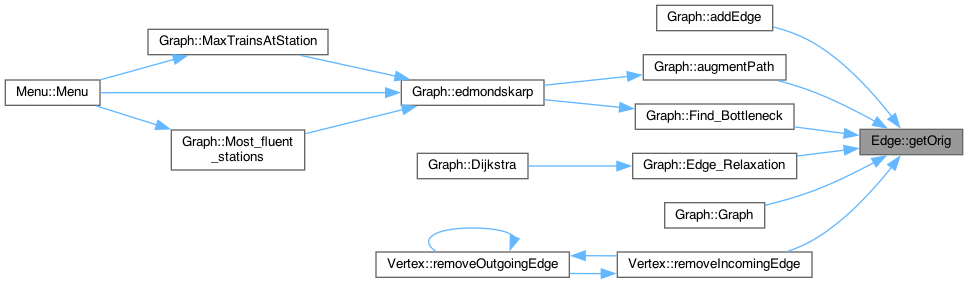 Graph::addEdge
Graph::MaxTrainsAtStation
Graph::augmentPath
Menu::Menu
Graph::edmondskarp
Graph::Find_Bottleneck
Edge::getOrig
Graph::Most_fluent
_stations
Graph::Dijkstra
Graph::Edge_Relaxation
Graph::Graph
Vertex::removeOutgoingEdge
Vertex::removeIncomingEdge